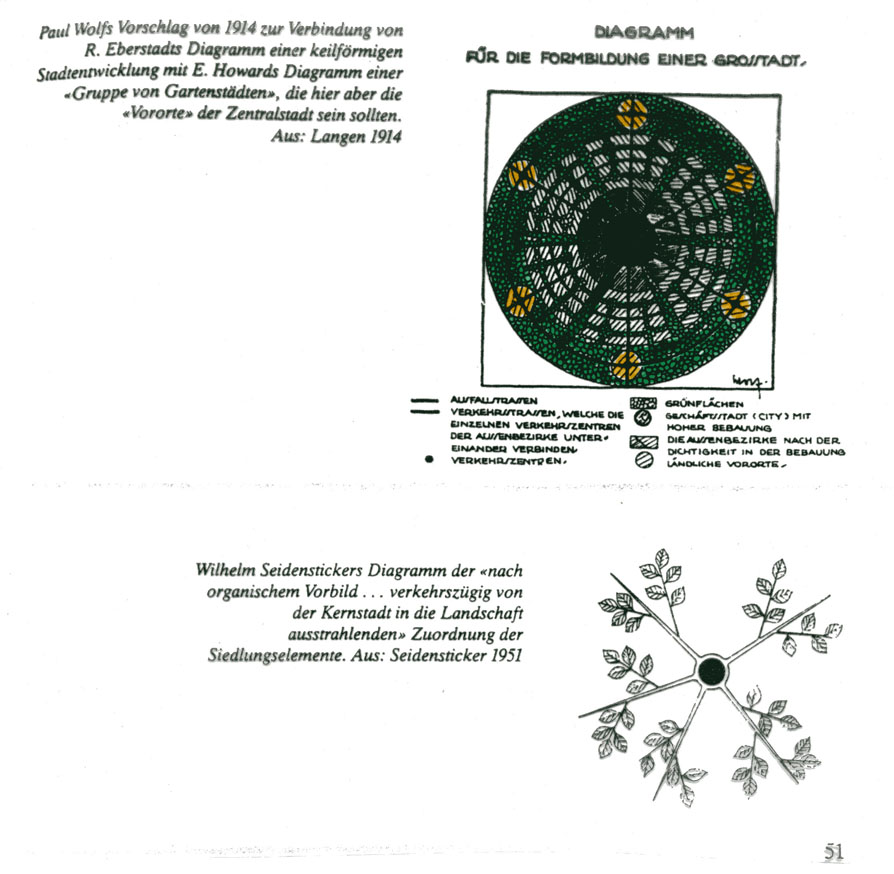 Paul Wolfs Vorschlag von 1914 zur Verbindung von
R. Eberstadts Diagramm einer keilförmigen
Stadtentwicklung mit E. Howards Diagramm einer
«Gruppe von Gartenstädten», die hier aber die
«Vororte» der Zentralstadt sein sollten.
Aus: Langen 1914
DIAGRAMM
FÜR DIE FORMBILDUNG EINER GROSSTADT.
AUSFALLSTRASSEN
VERKEHRSSTRASSEN, WELCHE DIE
EINZELNEN VERKEHRSZENTREN
DER AUSSENBEZIRKE UNTER-
EINANDER VERBINDEN.
VERKEHRSZENTREN.
GRÜNFLÄCHEN
GESCHÄFTSSTADT (CITY) MIT
HOHER BEBAUUNG
DIE AUSSENBEZIRKE NACH DER
DICHTIGKEIT IN DER BEBAUUNG
LÄNDLICHE VORORTE.
Wilhelm Seidenstickers Diagramm der «nach
organischem Vorbild . . . verkehrszügig von
der Kernstadt in die Landschaft
ausstrahlenden» Zuordnung der
Siedlungselemente. Aus: Seidensticker 1951
51